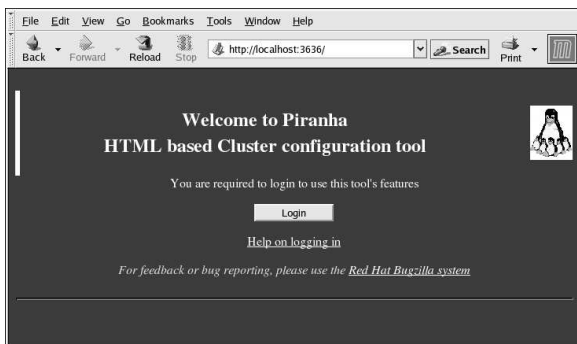 File Edit View Go Bookmarks Tools Window Help
Back Forward Reload Stop http://localhost:3636/ Search Print
Welcome to Piranha
HTML based Cluster configuration tool
You are required to login to use this tool's features
Login
Help on logging in
For feedback or bug reporting, please use the Red Hat Bugzilla system